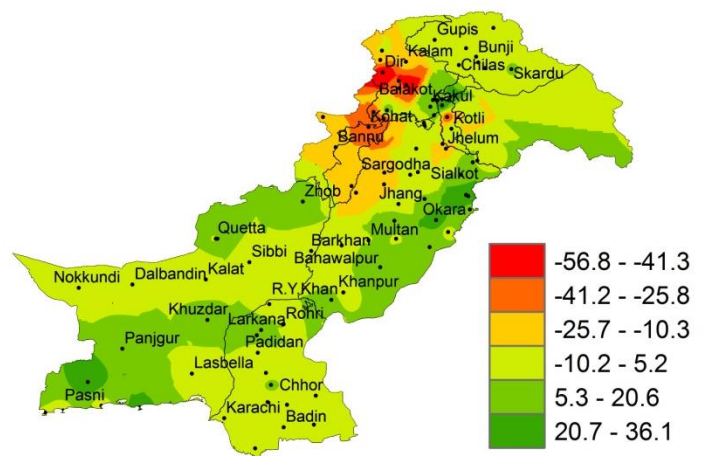 Gupis
Kalam Bunji
Dir Chilas
Skardu
Balakot Kakul
Kohat Kotli
Bannu Jhelum
Sargodha Sialkot
Zhob Jhang
Okara
Quetta Multan
Sibbi Barkhan
Nokkundi Dalbandin Kalat Banawalpur
R.Y.Khan Khanpur
Khuzdar Larkana Rohri
Panjgur Padidan
Lasbella
Pasni Chhor
Karachi Badin
-56.8 - -41.3
-41.2 - -25.8
-25.7 - -10.3
-10.2 - 5.2
5.3 - 20.6
20.7 - 36.1